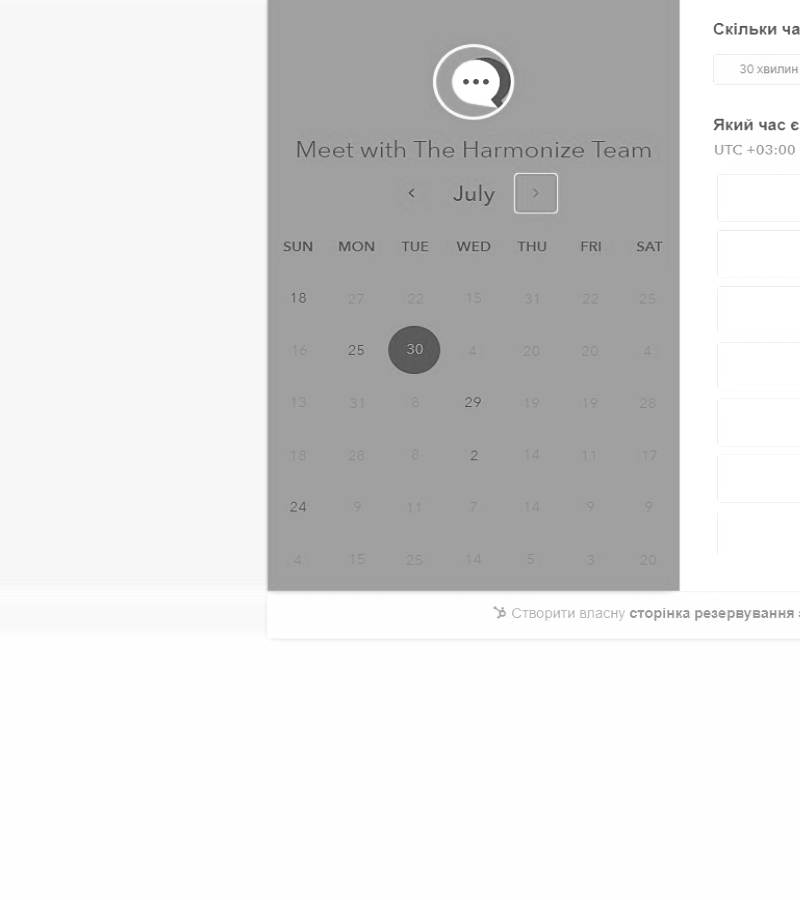 Meet with The Harmonize Team
July
SUN MON TUE WED THU FRI SAT
18 27 22 15 31 22 25
16 25 30 4 20 20 4
13 31 8 29 19 49 28
18 28 8 2 14 11 17
24 9 11 7 14 9 9
4 15 25 14 5 3 20
Скільки ча
30 хвилин
Який час є
UTC +03:00
Створити власну сторінка резервування з